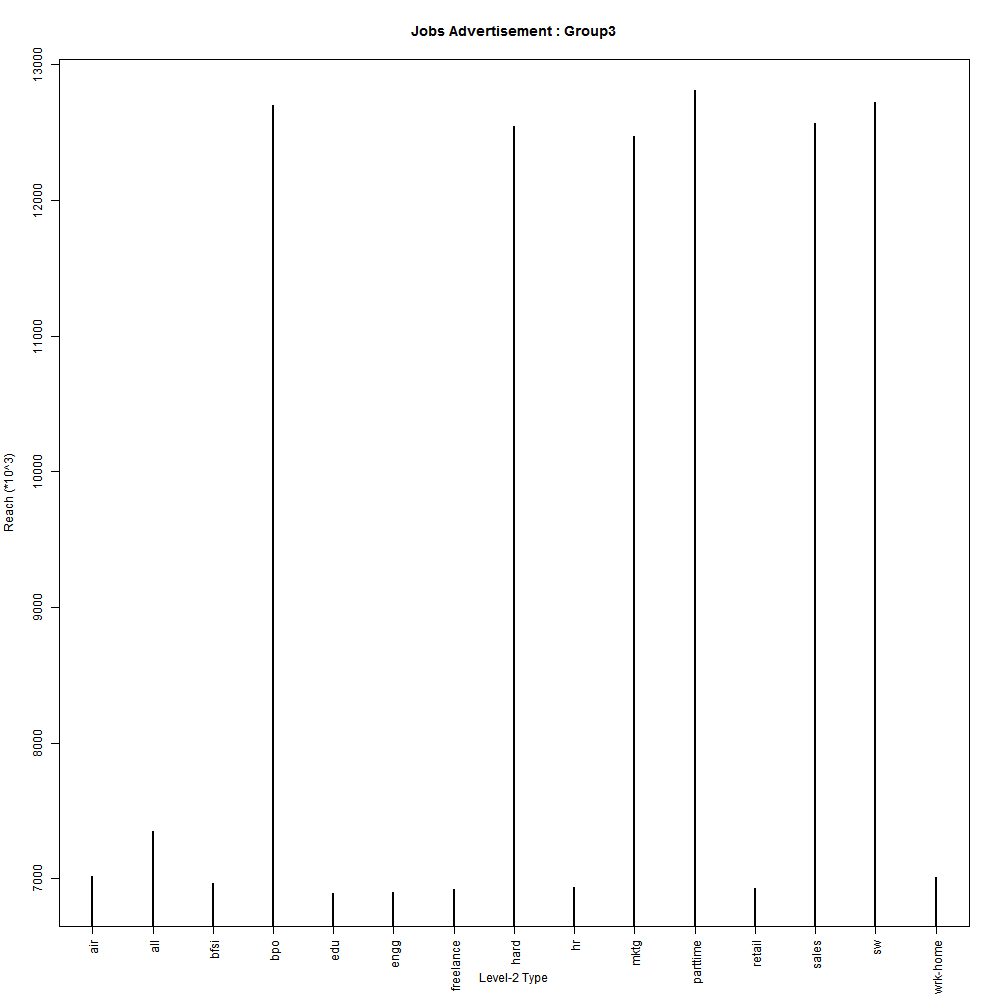 Jobs Advertisement : Group3
Reach (*10^3)
13000
12000
11000
10000
9000
8000
7000
air
all
bfsi
bpo
edu
engg
freelance
hard
hr
mktg
parttime
retail
sales
sw
wrk-home
Level-2 Type